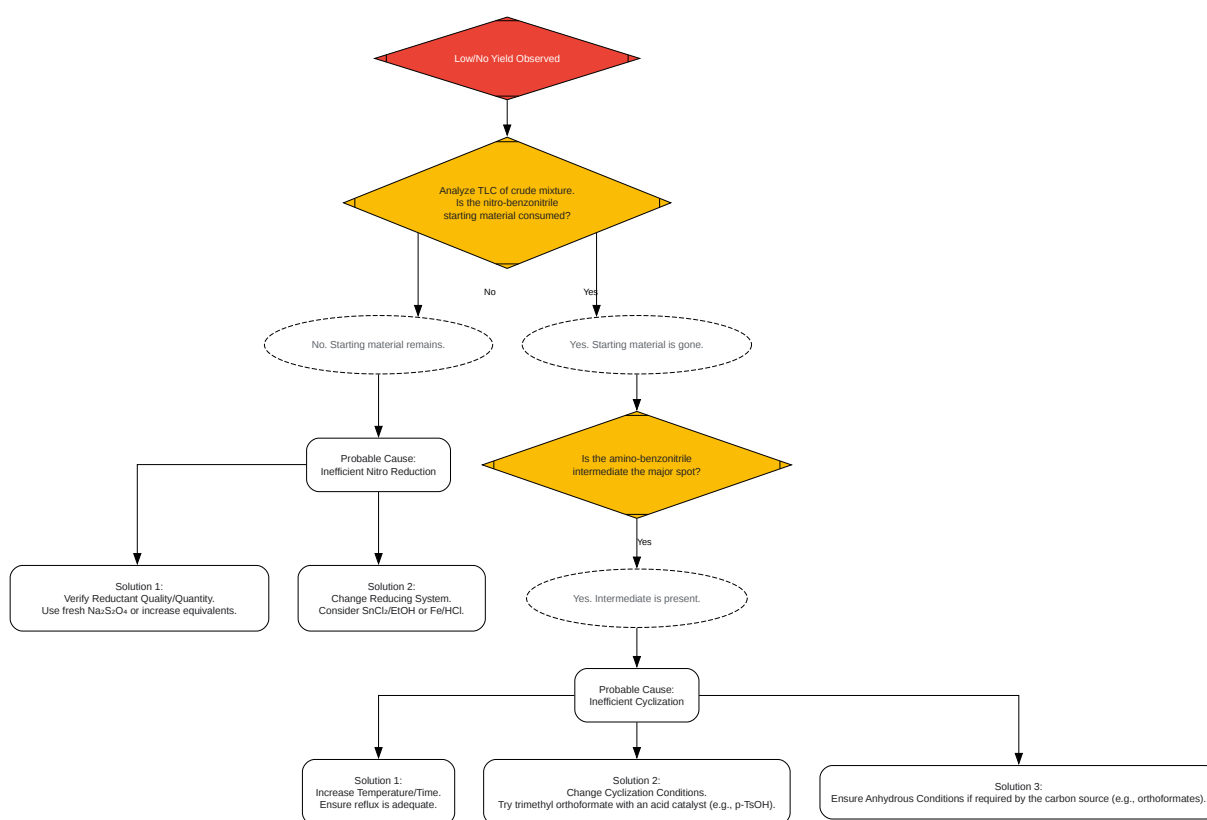 Low/No Yield Observed
Analyze TLC of crude mixture.
Is the nitro-benzonitrile
starting material consumed?
No
Yes
No. Starting material remains.
Yes. Starting material is gone.
Probable Cause:
Inefficient Nitro Reduction
Is the amino-benzonitrile
intermediate the major spot?
Yes
Solution 1:
Verify Reductant Quality/Quantity.
Use fresh Na₂S₂O₄ or increase equivalents.
Solution 2:
Change Reducing System.
Consider SnCl₂/EtOH or Fe/HCl.
Yes. Intermediate is present.
Probable Cause:
Inefficient Cyclization
Solution 1:
Increase Temperature/Time.
Ensure reflux is adequate.
Solution 2:
Change Cyclization Conditions.
Try trimethyl orthoformate with an acid catalyst (e.g., p-TsOH).
Solution 3:
Ensure Anhydrous Conditions if required by the carbon source (e.g., orthoformates).